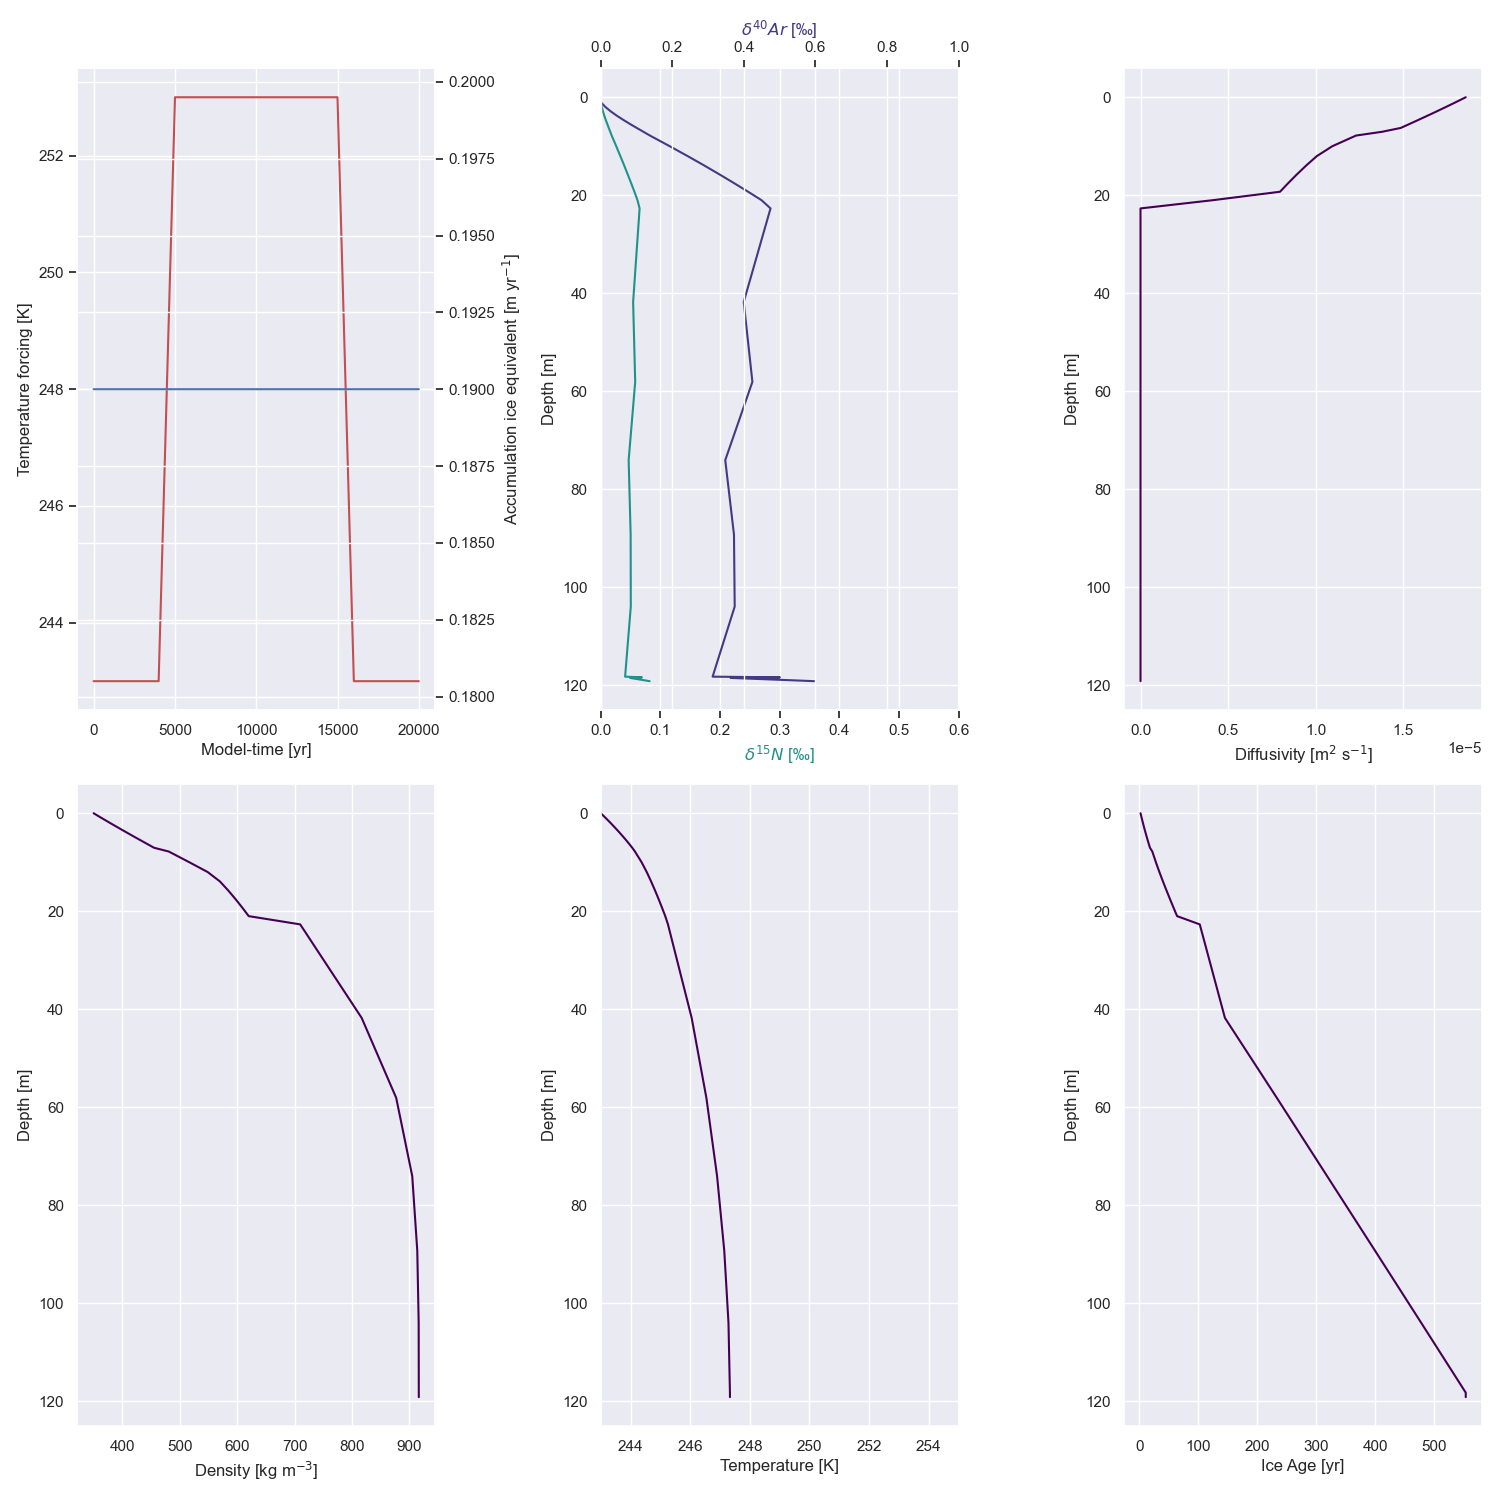 δ⁴⁰Ar [‰]
0.0 0.2 0.4 0.6 0.8 1.0
252
250
248
246
244
Temperature forcing [K]
0.2000
0.1975
0.1950
0.1925
0.1900
0.1875
0.1850
0.1825
0.1800
Accumulation ice equivalent [m yr⁻¹]
0 5000 10000 15000 20000
Model-time [yr]
0
20
40
60
80
100
120
Depth [m]
0.0 0.1 0.2 0.3 0.4 0.5 0.6
δ¹⁵N [‰]
0
20
40
60
80
100
120
Depth [m]
0.0 0.5 1.0 1.5
1e−5
Diffusivity [m² s⁻¹]
0
20
40
60
80
100
120
Depth [m]
400 500 600 700 800 900
Density [kg m⁻³]
0
20
40
60
80
100
120
Depth [m]
244 246 248 250 252 254
Temperature [K]
0
20
40
60
80
100
120
Depth [m]
0 100 200 300 400 500
Ice Age [yr]